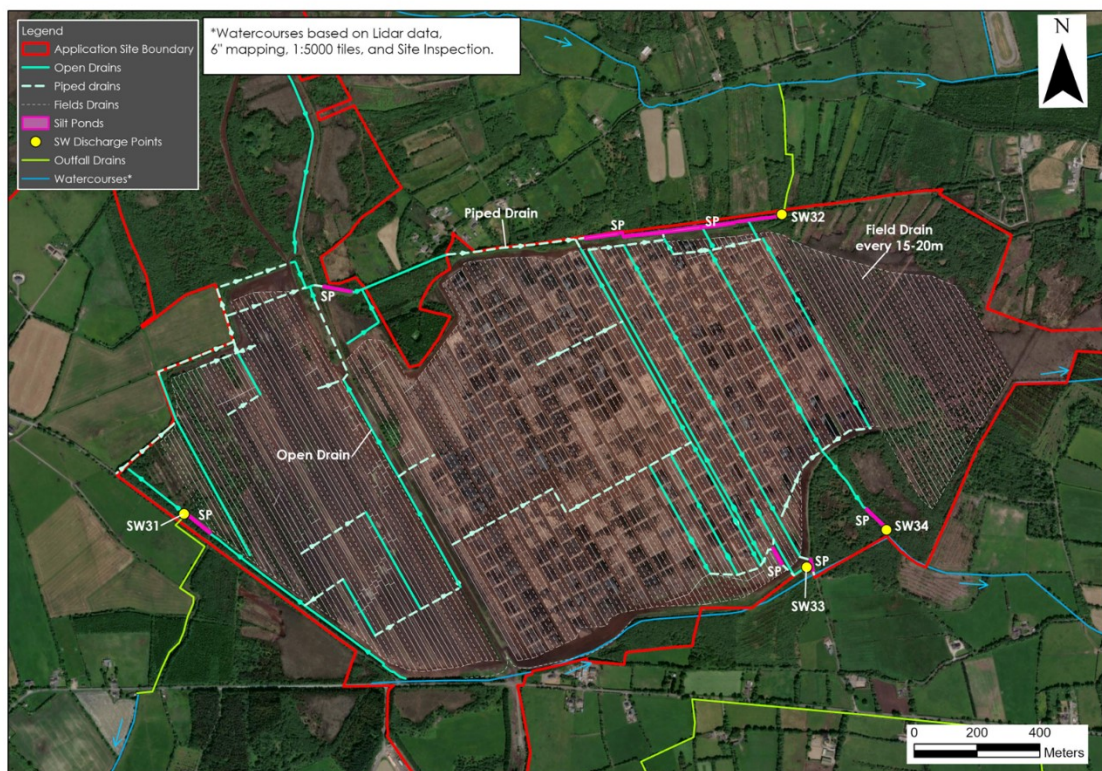 Legend
Application Site Boundary
Open Drains
Piped drains
Fields Drains
Silt Ponds
SW Discharge Points
Outfall Drains
Watercourses*
*Watercourses based on Lidar data,
6" mapping, 1:5000 tiles, and Site Inspection.
N
Piped Drain
SP
SP
SW32
Field Drain
every 15-20m
SP
Open Drain
SW31
SP
SP
SW34
SP
SP
SW33
0 200 400
Meters